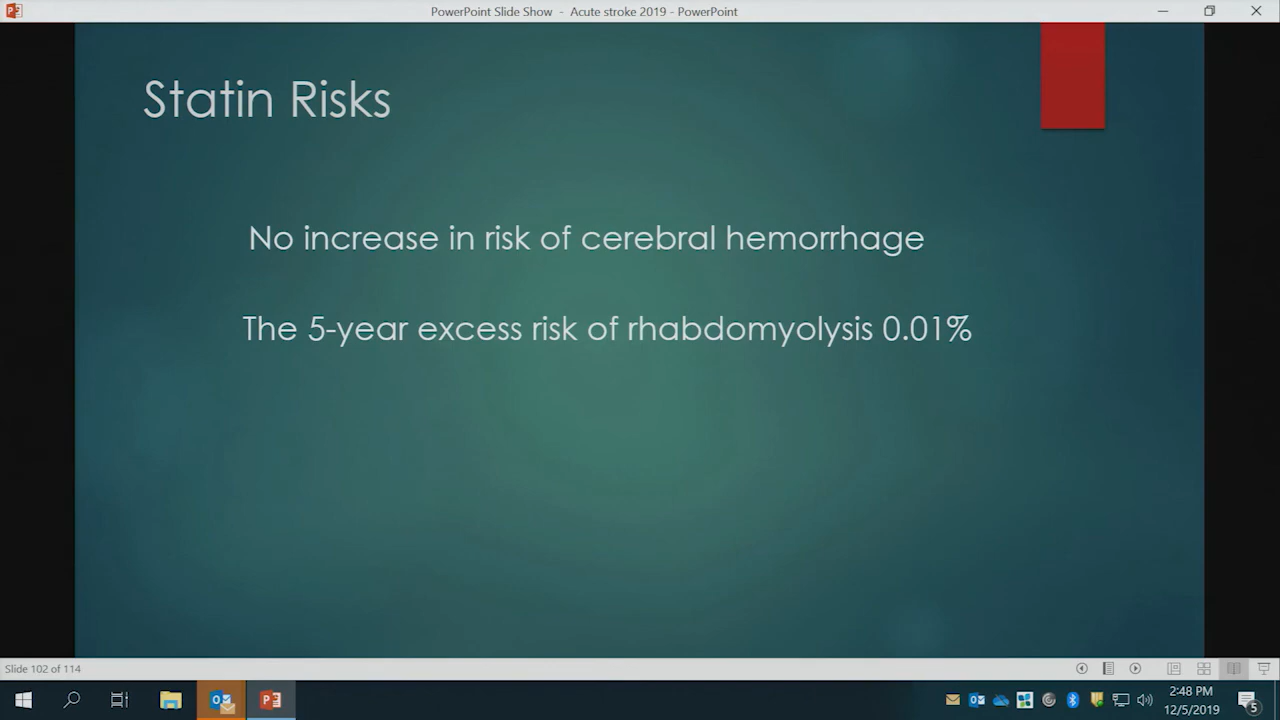 PowerPoint Slide Show - Acute stroke 2019 - PowerPoint
Statin Risks
No increase in risk of cerebral hemorrhage
The 5-year excess risk of rhabdomyolysis 0.01%
Slide 102 of 114
2:48 PM
12/5/2019
5